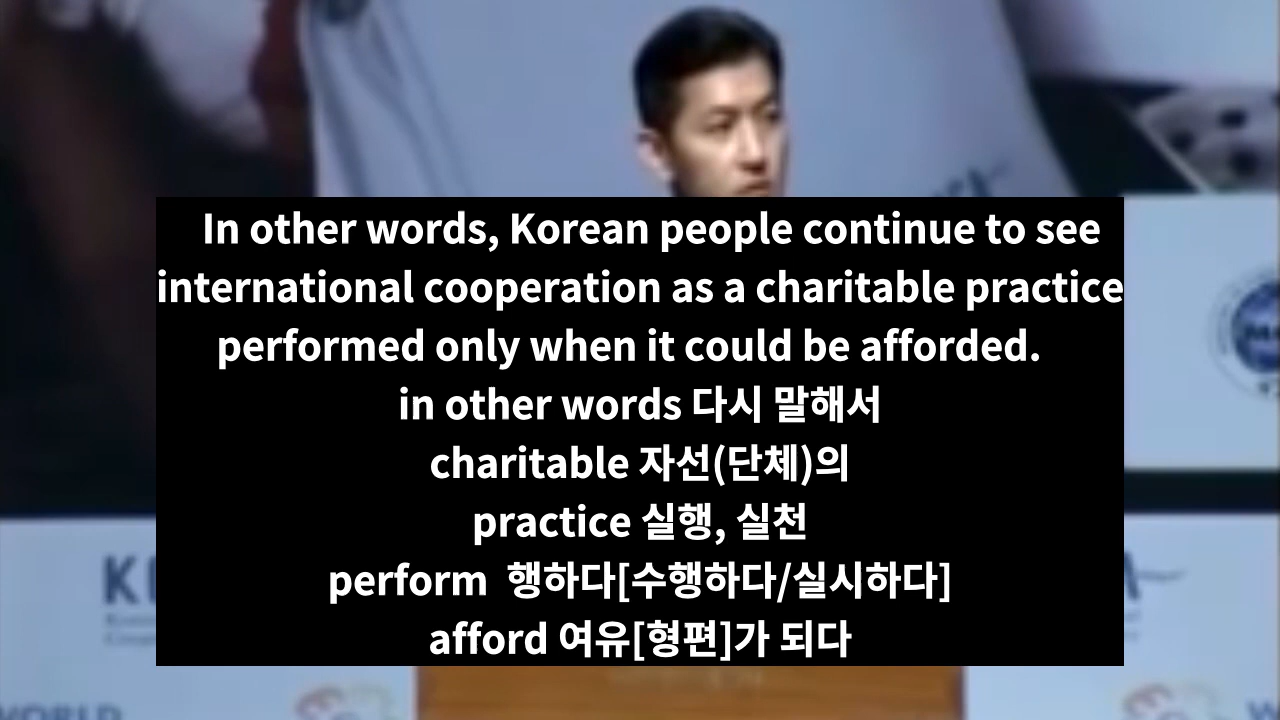 In other words, Korean people continue to see
international cooperation as a charitable practice
performed only when it could be afforded.
in other words 다시 말해서
charitable 자선(단체)의
practice 실행, 실천
perform 행하다[수행하다/실시하다]
afford 여유[형편]가 되다
WORLD